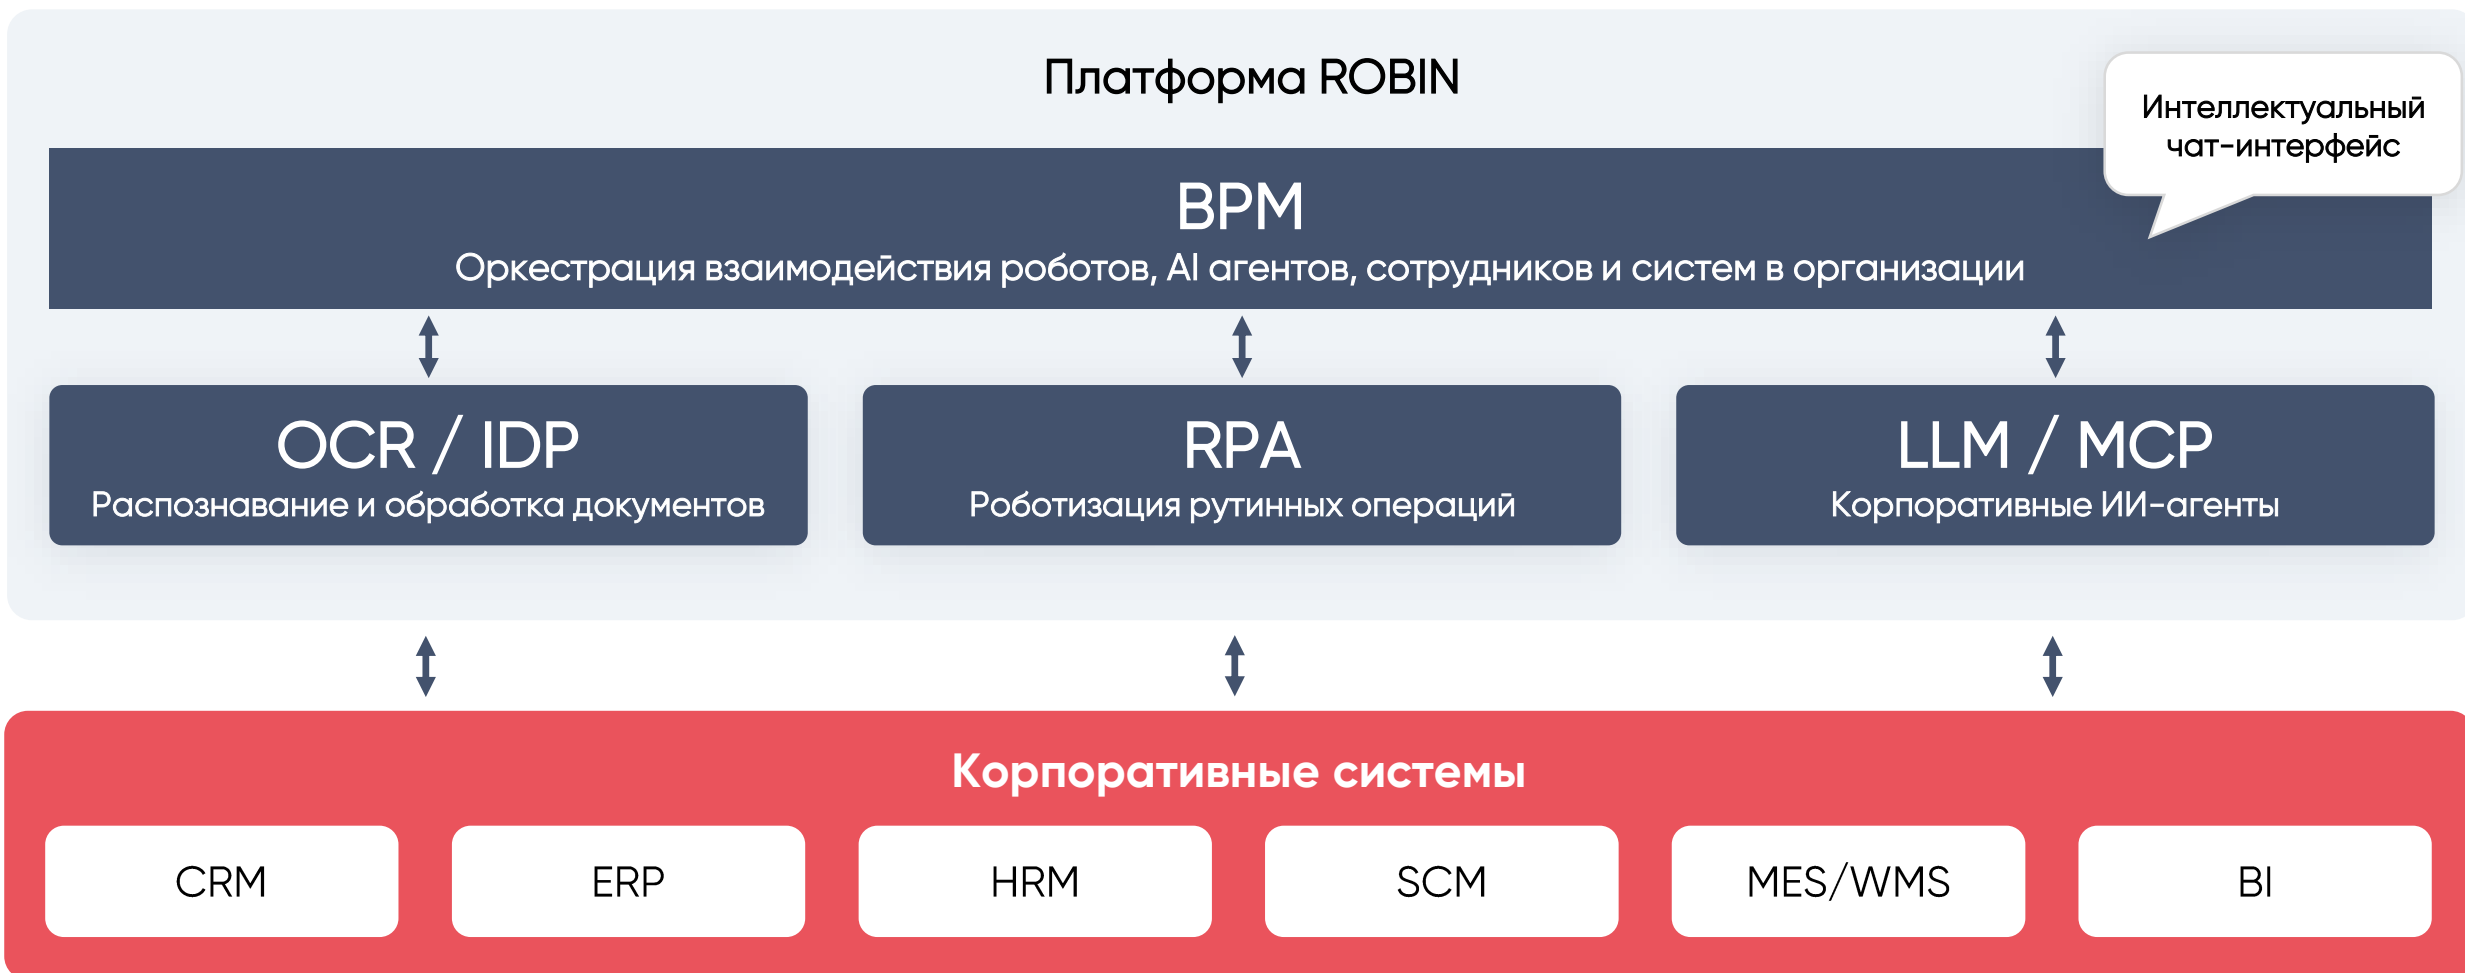 Платформа ROBIN
Интеллектуальный
чат-интерфейс
BPM
Оркестрация взаимодействия роботов, AI агентов, сотрудников и систем в организации
OCR / IDP
Распознавание и обработка документов
RPA
Роботизация рутинных операций
LLM / MCP
Корпоративные ИИ-агенты
Корпоративные системы
CRM
ERP
HRM
SCM
MES/WMS
BI